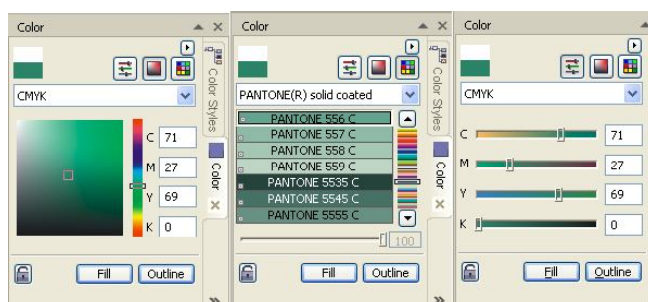 Color
CMYK
C 71
M 27
Y 69
K 0
Fill Outline
Color Styles
Color
Color
PANTONE(R) solid coated
PANTONE 556 C
PANTONE 557 C
PANTONE 558 C
PANTONE 559 C
PANTONE 5535 C
PANTONE 5545 C
PANTONE 5555 C
100
Fill Outline
Color Styles
Color
Color
CMYK
C 71
M 27
Y 69
K 0
Fill Outline